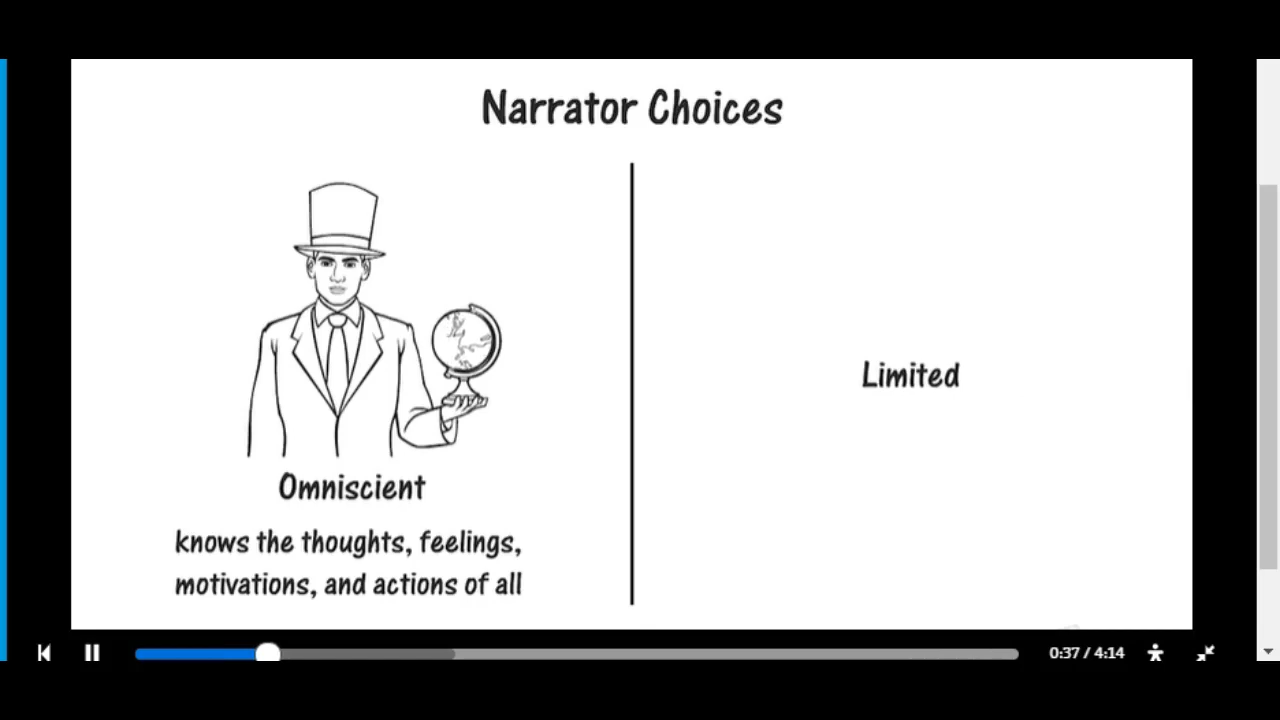 Narrator Choices
Omniscient
knows the thoughts, feelings,
motivations, and actions of all
Limited
0:37 / 4:14